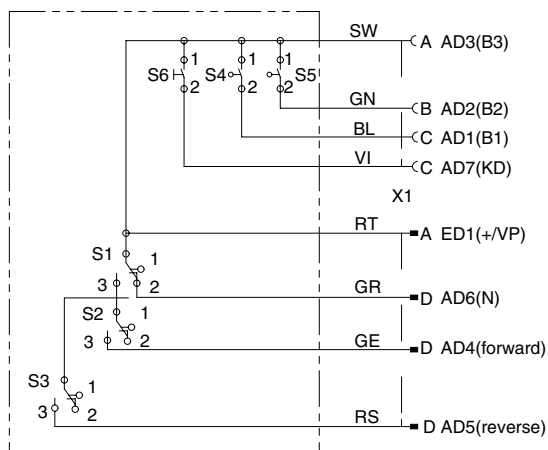 SW
A AD3(B3)
1 1 1
S6 S4 S5
2 2 2
GN
B AD2(B2)
BL
C AD1(B1)
VI
C AD7(KD)
X1
RT
A ED1(+/VP)
S1
1
3 2
GR
D AD6(N)
S2
1
3 2
GE
D AD4(forward)
S3
1
3 2
RS
D AD5(reverse)